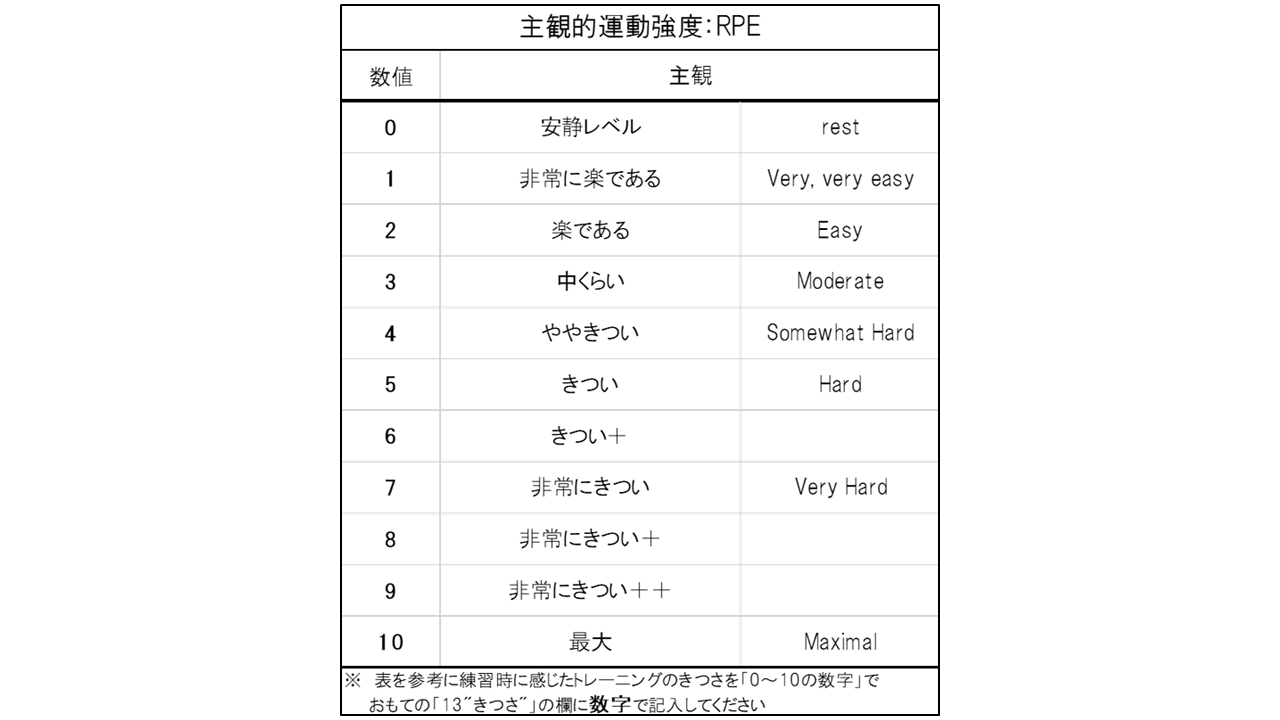 主観的運動強度:RPE
数値 主観
0 安静レベル rest
1 非常に楽である Very, very easy
2 楽である Easy
3 中くらい Moderate
4 ややきつい Somewhat Hard
5 きつい Hard
6 きつい＋
7 非常にきつい Very Hard
8 非常にきつい＋
9 非常にきつい＋＋
10 最大 Maximal
※ 表を参考に練習時に感じたトレーニングのきつさを「0～10の数字」で
おもての「13"きつさ"」の欄に数字で記入してください